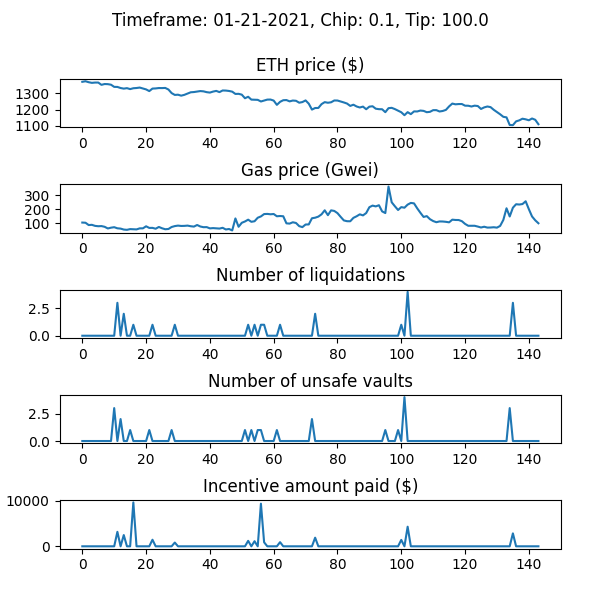 Timeframe: 01-21-2021, Chip: 0.1, Tip: 100.0
ETH price ($)
1300
1200
1100
0 20 40 60 80 100 120 140
Gas price (Gwei)
300
200
100
0 20 40 60 80 100 120 140
Number of liquidations
2.5
0.0
0 20 40 60 80 100 120 140
Number of unsafe vaults
2.5
0.0
0 20 40 60 80 100 120 140
Incentive amount paid ($)
10000
0
0 20 40 60 80 100 120 140